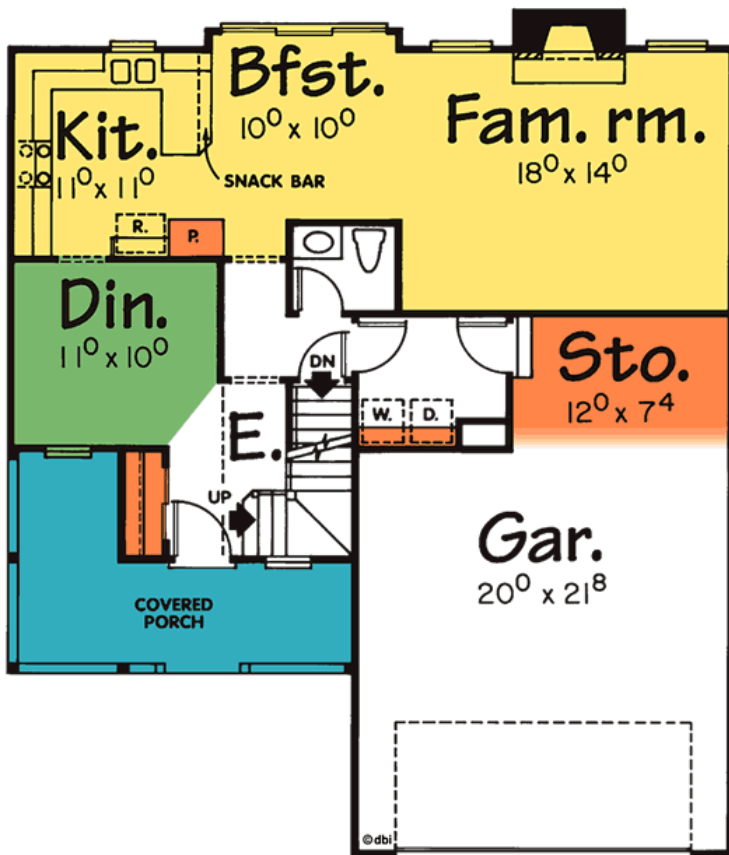 Bfst.
10⁰ x 10⁰
Kit.
11⁰ x 11⁰
SNACK BAR
Fam. rm.
18⁰ x 14⁰
R.
P.
Din.
11⁰ x 10⁰
DN
W.
D.
Sto.
12⁰ x 7⁴
E.
UP
Gar.
20⁰ x 21⁸
COVERED
PORCH
©dbi